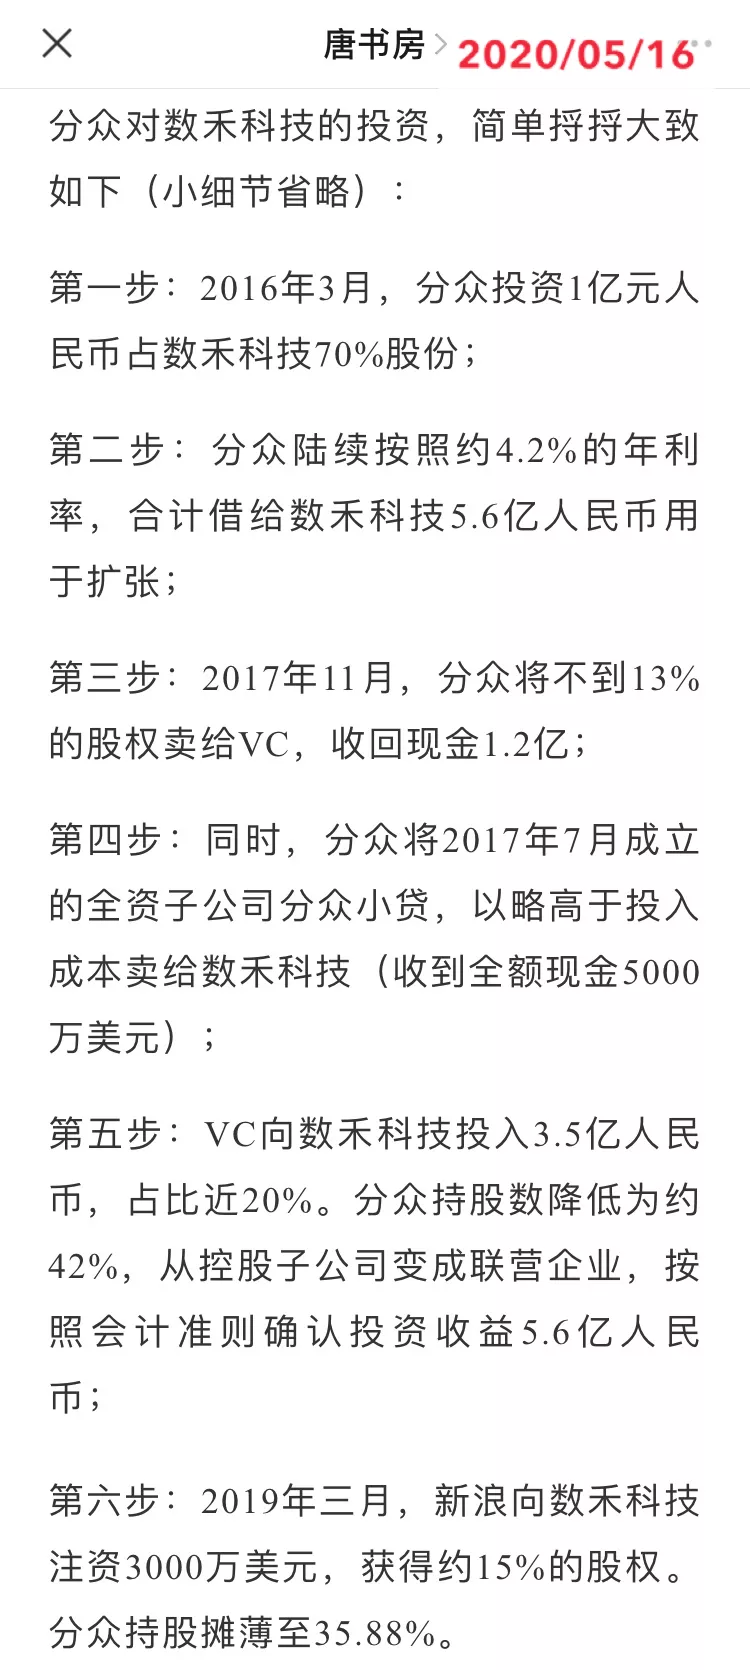 唐书房
2020/05/16
分众对数禾科技的投资，简单捋捋大致
如下（小细节省略）：
第一步：2016年3月，分众投资1亿元人
民币占数禾科技70%股份；
第二步：分众陆续按照约4.2%的年利
率，合计借给数禾科技5.6亿人民币用
于扩张；
第三步：2017年11月，分众将不到13%
的股权卖给VC，收回现金1.2亿；
第四步：同时，分众将2017年7月成立
的全资子公司分众小贷，以略高于投入
成本卖给数禾科技（收到全额现金5000
万美元）；
第五步：VC向数禾科技投入3.5亿人民
币，占比近20%。分众持股数降低为约
42%，从控股子公司变成联营企业，按
照会计准则确认投资收益5.6亿人民
币；
第六步：2019年三月，新浪向数禾科技
注资3000万美元，获得约15%的股权。
分众持股摊薄至35.88%。